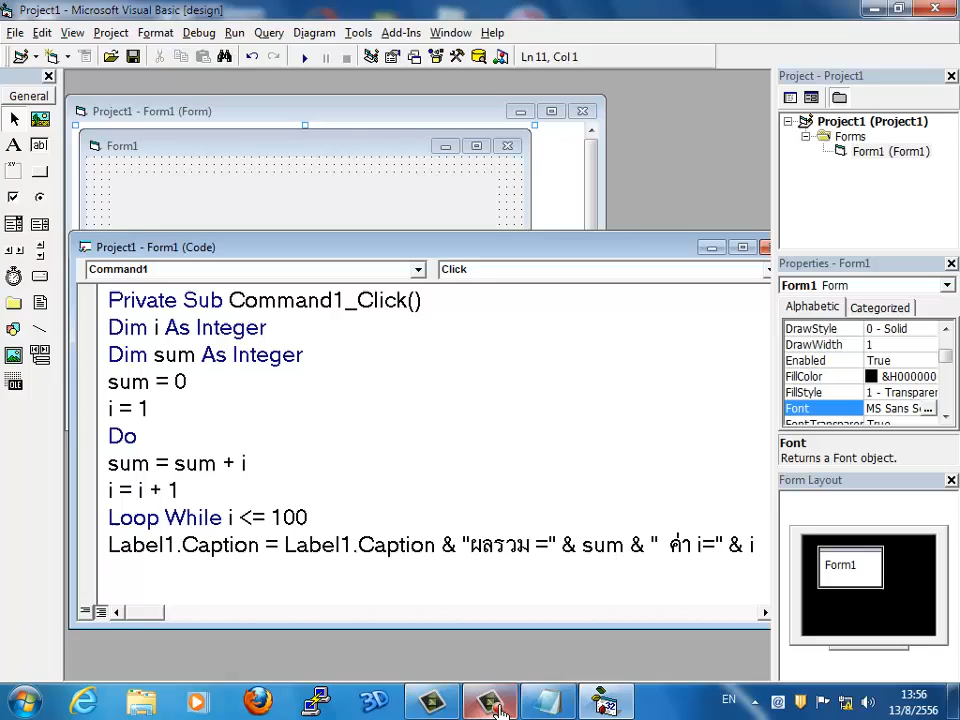 Project1 - Microsoft Visual Basic [design]
File Edit View Project Format Debug Run Query Diagram Tools Add-Ins Window Help
Ln 11, Col 1
General
Project1 - Form1 (Form)
Form1
Project1 - Form1 (Code)
Command1 Click
Private Sub Command1_Click()
Dim i As Integer
Dim sum As Integer
sum = 0
i = 1
Do
sum = sum + i
i = i + 1
Loop While i <= 100
Label1.Caption = Label1.Caption & "ผลรวม =" & sum & " ค่า i=" & i
Project - Project1
Project1 (Project1)
Forms
Form1 (Form1)
Properties - Form1
Form1 Form
Alphabetic Categorized
DrawStyle 0 - Solid
DrawWidth 1
Enabled True
FillColor &H000000
FillStyle 1 - Transparer
Font MS Sans S ...
FontTransparer True
Font
Returns a Font object.
Form Layout
Form1
EN
13:56
13/8/2556